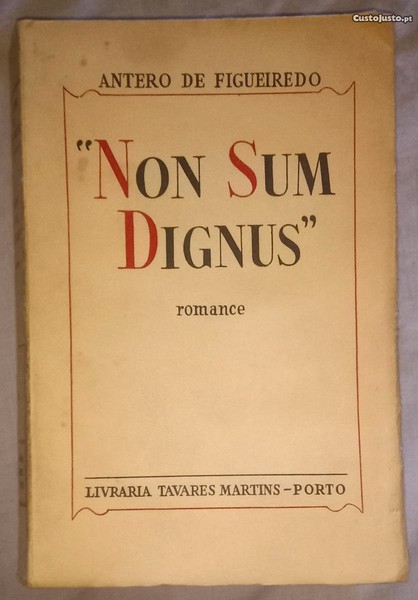 CustoJusto.pt
ANTERO DE FIGUEIREDO
"NON SUM
DIGNUS"
romance
LIVRARIA TAVARES MARTINS - PORTO